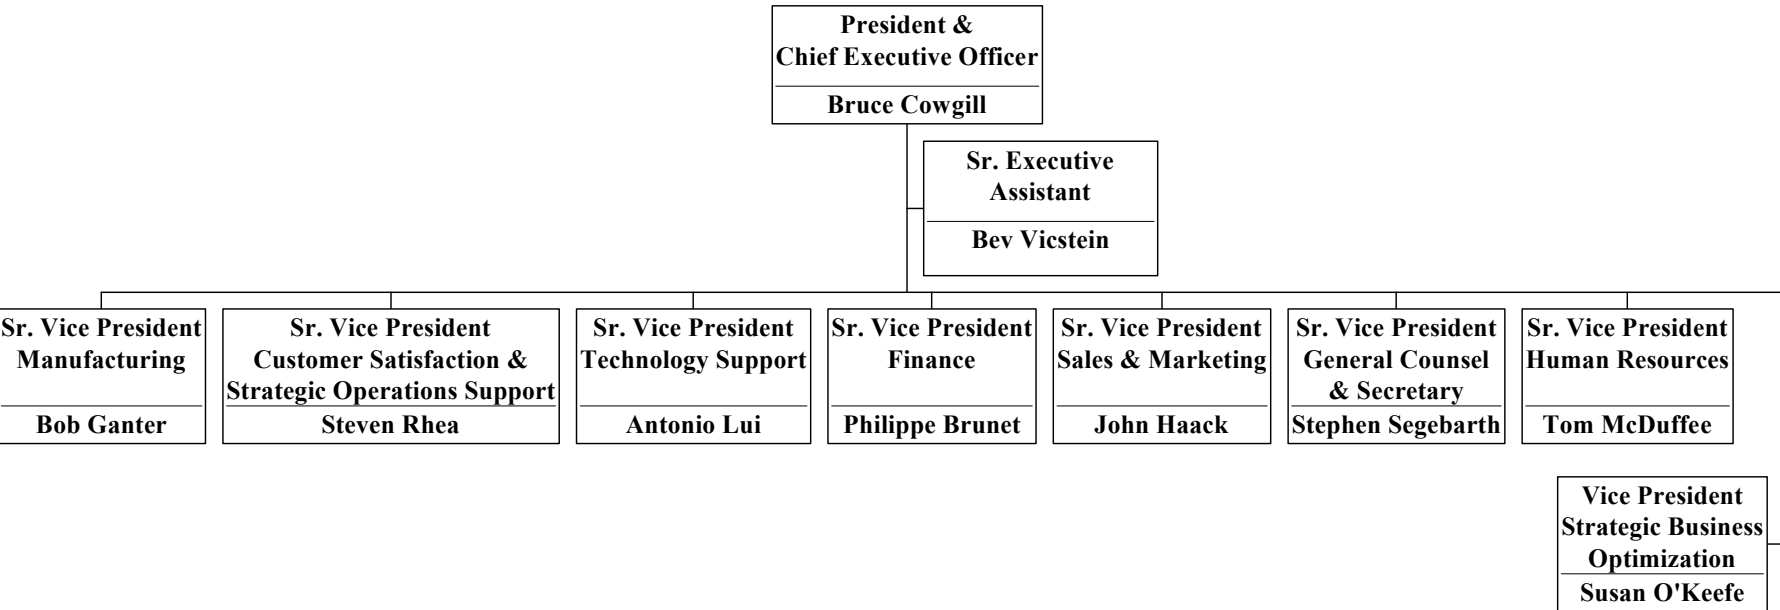 President &
Chief Executive Officer
Bruce Cowgill
Sr. Executive
Assistant
Bev Vicstein
Sr. Vice President
Manufacturing
Bob Ganter
Sr. Vice President
Customer Satisfaction &
Strategic Operations Support
Steven Rhea
Sr. Vice President
Technology Support
Antonio Lui
Sr. Vice President
Finance
Philippe Brunet
Sr. Vice President
Sales & Marketing
John Haack
Sr. Vice President
General Counsel
& Secretary
Stephen Segebarth
Sr. Vice President
Human Resources
Tom McDuffee
Vice President
Strategic Business
Optimization
Susan O'Keefe